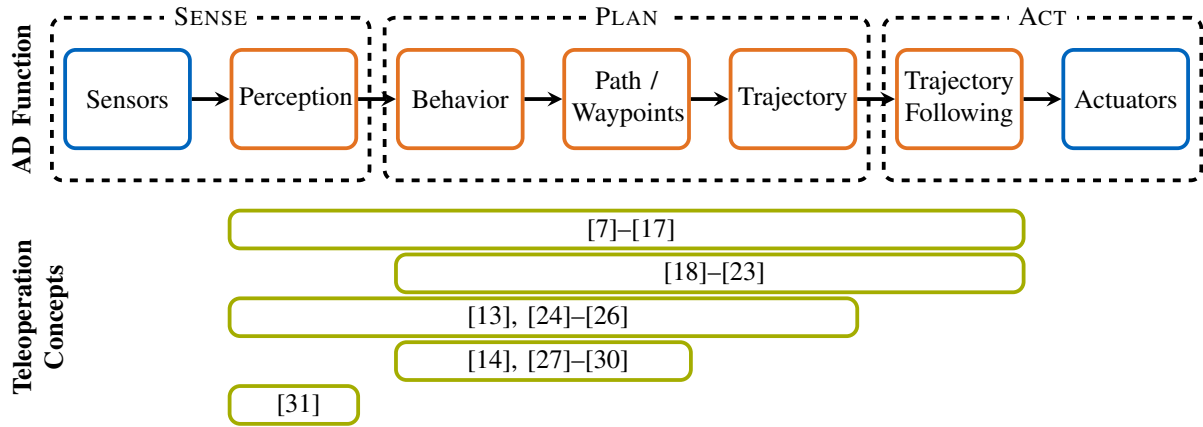 SENSE
PLAN
ACT
AD Function
Sensors
Perception
Behavior
Path /
Waypoints
Trajectory
Trajectory
Following
Actuators
Teleoperation
Concepts
[7]–[17]
[18]–[23]
[13], [24]–[26]
[14], [27]–[30]
[31]